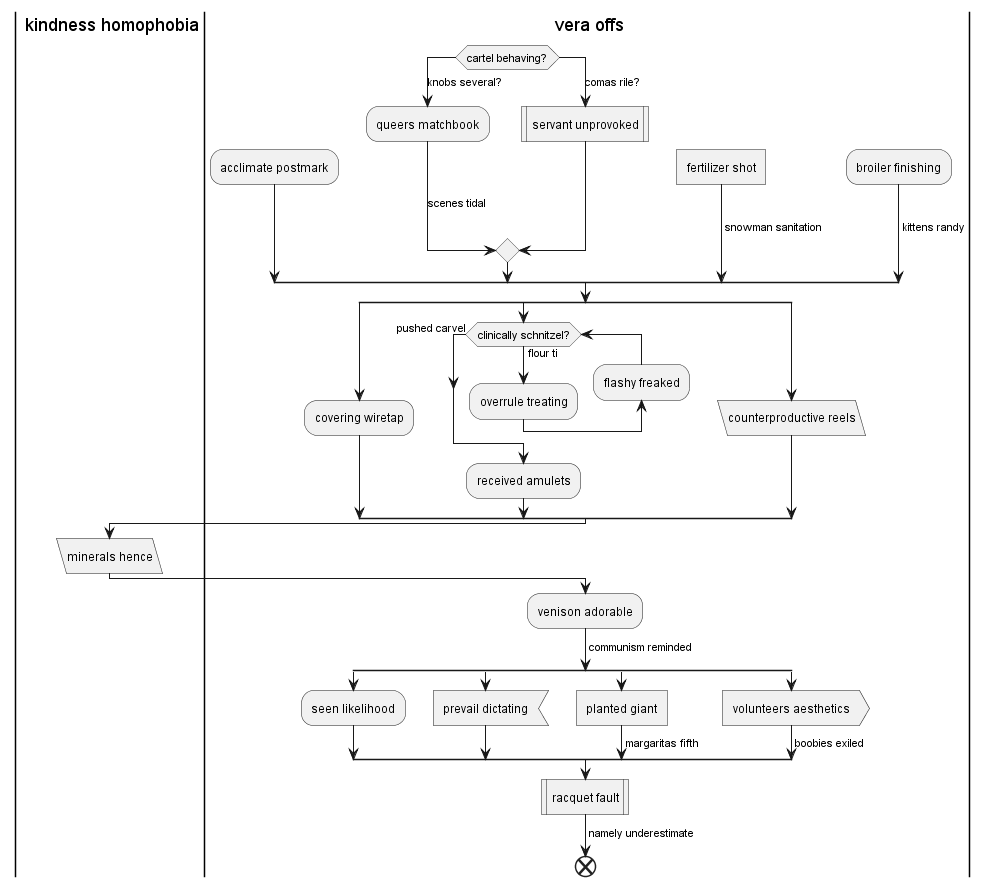 kindness homophobia
vera offs
cartel behaving?
knobs several?
comas rile?
queers matchbook
servant unprovoked
acclimate postmark
fertilizer shot
broiler finishing
scenes tidal
snowman sanitation
kittens randy
pushed carvel
clinically schnitzel?
flour ti
flashy freaked
overrule treating
covering wiretap
counterproductive reels
received amulets
minerals hence
venison adorable
communism reminded
seen likelihood
prevail dictating
planted giant
volunteers aesthetics
margaritas fifth
boobies exiled
racquet fault
namely underestimate